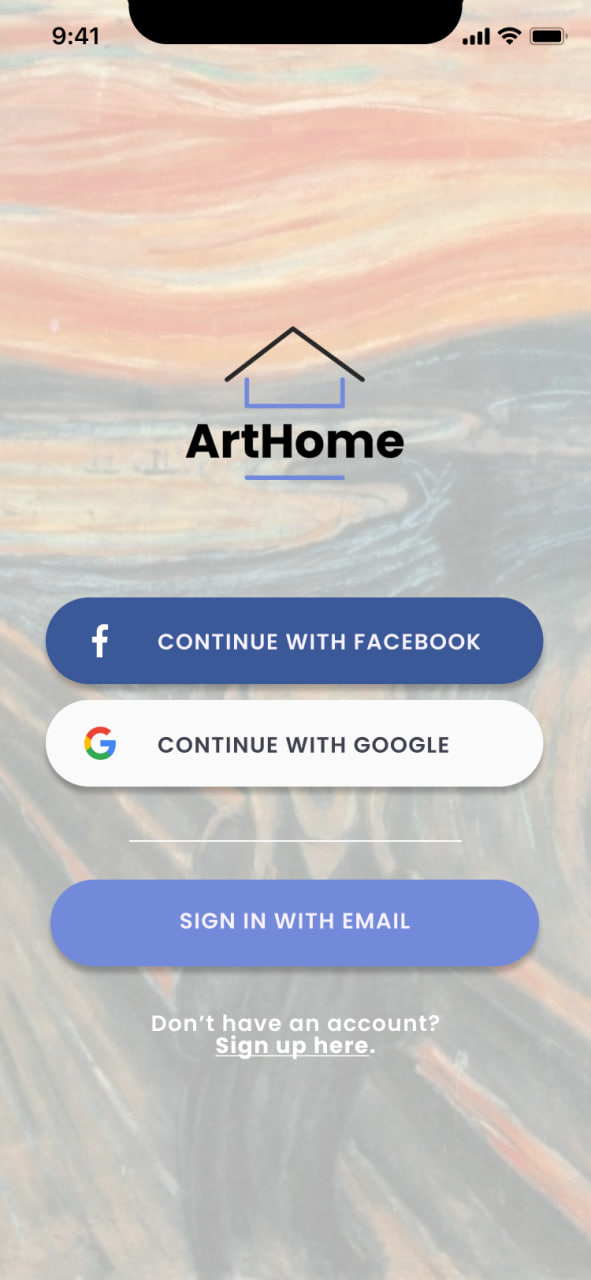 9:41
ArtHome
CONTINUE WITH FACEBOOK
CONTINUE WITH GOOGLE
SIGN IN WITH EMAIL
Don’t have an account?
Sign up here.